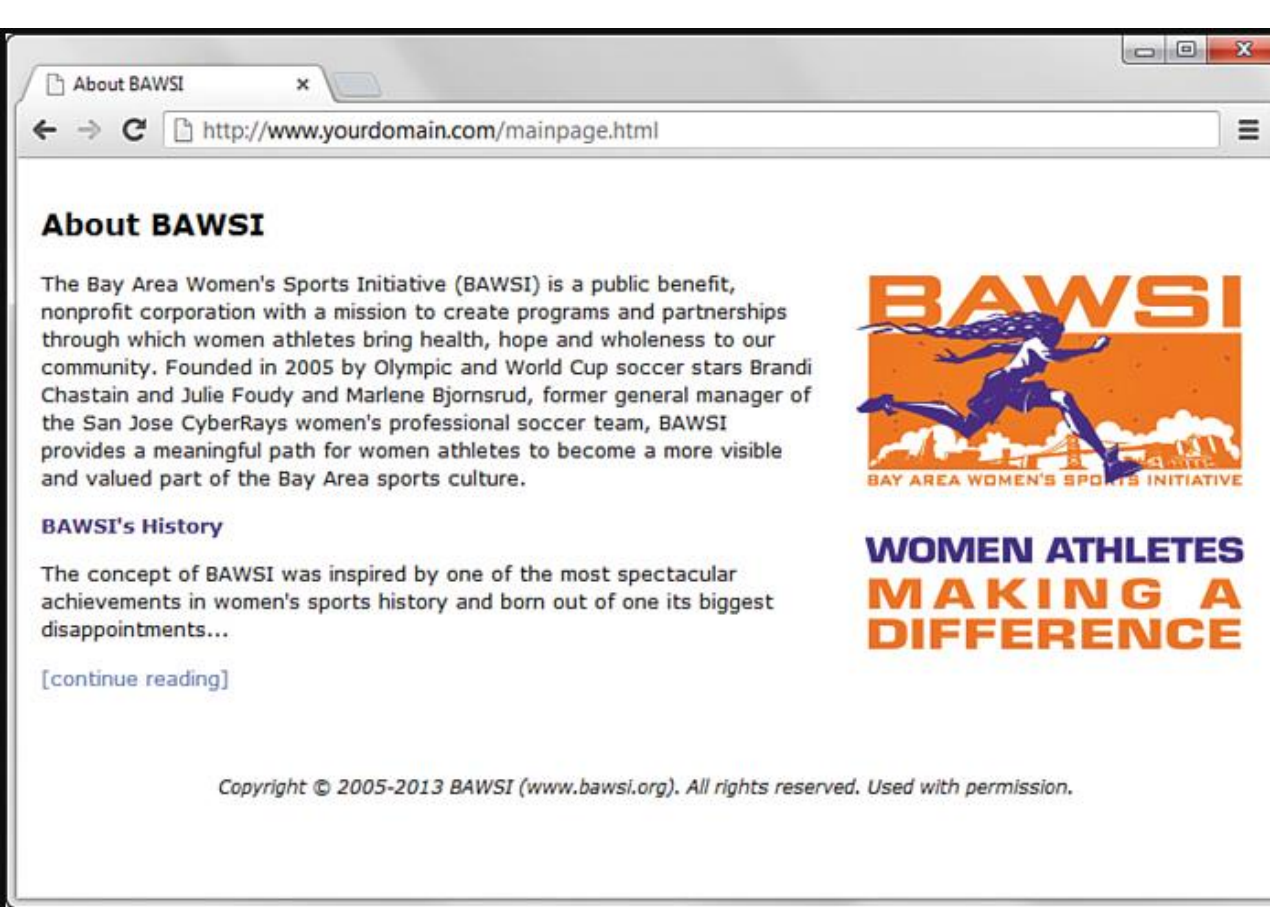 About BAWSI
http://www.yourdomain.com/mainpage.html
About BAWSI
The Bay Area Women's Sports Initiative (BAWSI) is a public benefit,
nonprofit corporation with a mission to create programs and partnerships
through which women athletes bring health, hope and wholeness to our
community. Founded in 2005 by Olympic and World Cup soccer stars Brandi
Chastain and Julie Foudy and Marlene Bjornsrud, former general manager of
the San Jose CyberRays women's professional soccer team, BAWSI
provides a meaningful path for women athletes to become a more visible
and valued part of the Bay Area sports culture.
BAWSI's History
The concept of BAWSI was inspired by one of the most spectacular
achievements in women's sports history and born out of one its biggest
disappointments...
[continue reading]
BAWSI
BAY AREA WOMEN'S SPORTS INITIATIVE
WOMEN ATHLETES
MAKING A
DIFFERENCE
Copyright © 2005-2013 BAWSI (www.bawsi.org). All rights reserved. Used with permission.